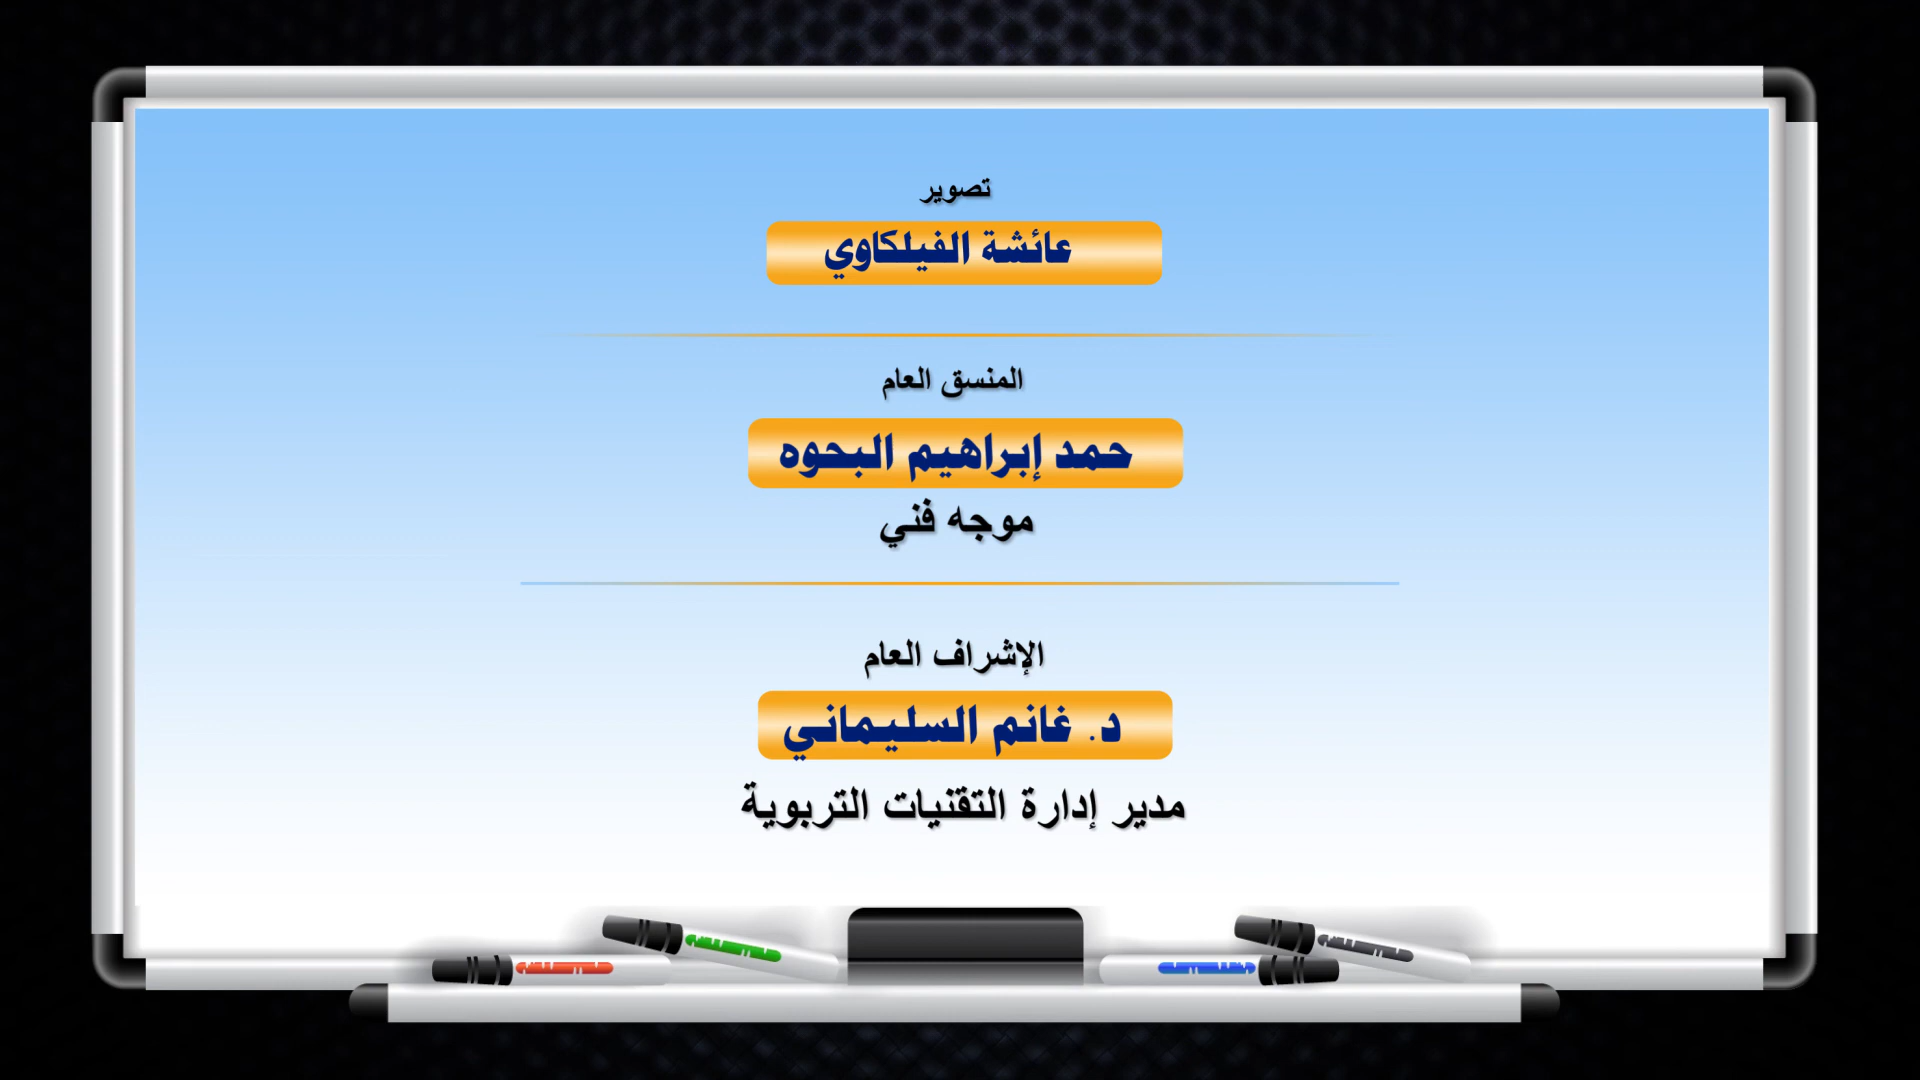 تصوير
عائشة الفيلكاوي
المنسق العام
حمد إبراهيم البحوه
موجه فني
الإشراف العام
د. غانم السليماني
مدير إدارة التقنيات التربوية